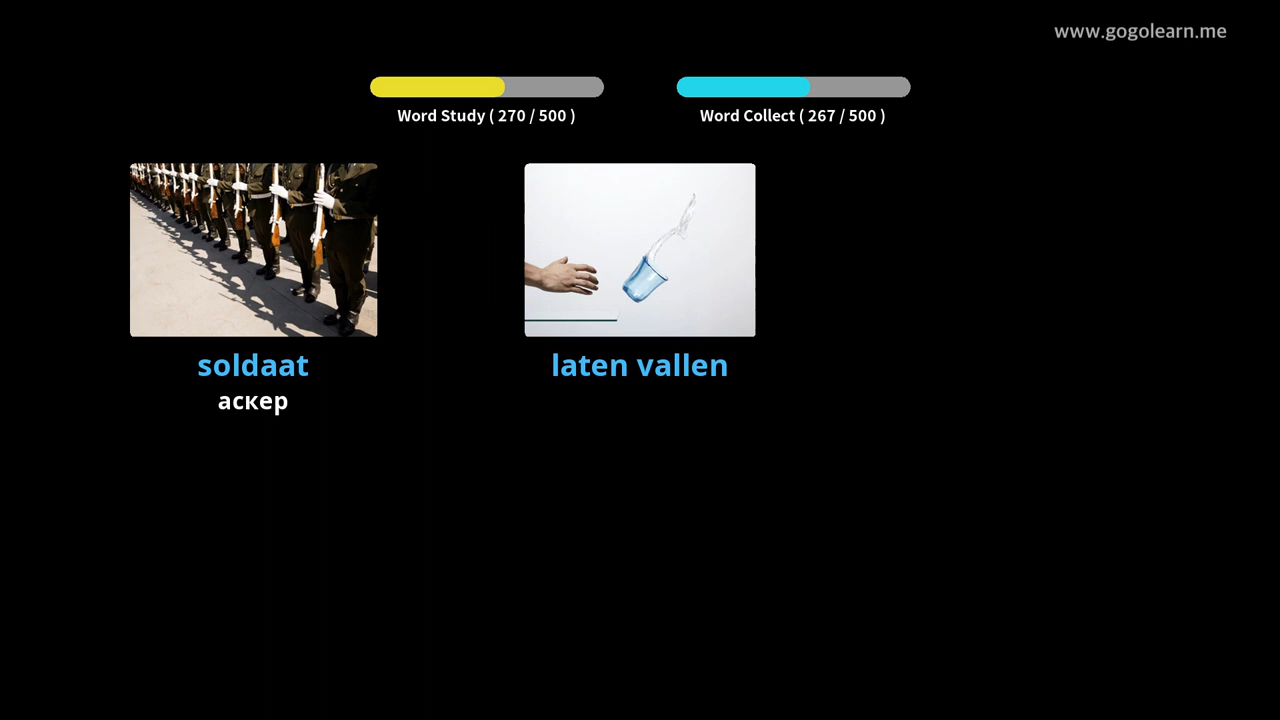 www.gogolearn.me
Word Study ( 270 / 500 )
Word Collect ( 267 / 500 )
soldaat
laten vallen
аскер